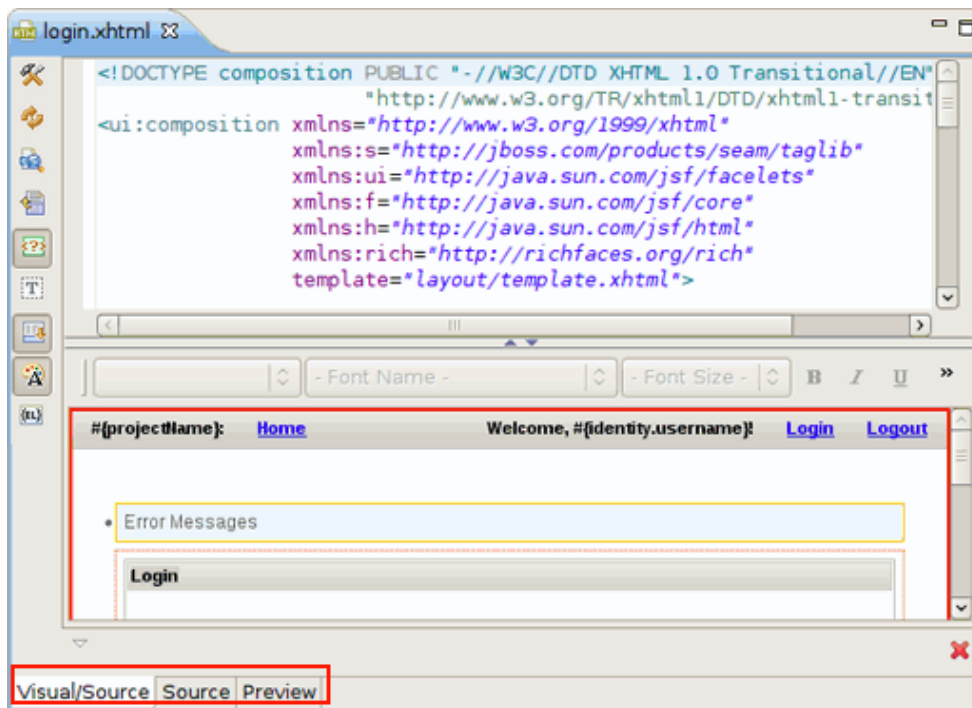 login.xhtml
<!DOCTYPE composition PUBLIC "-//W3C//DTD XHTML 1.0 Transitional//EN"
"http://www.w3.org/TR/xhtml1/DTD/xhtml1-transit
<ui:composition xmlns="http://www.w3.org/1999/xhtml"
xmlns:s="http://jboss.com/products/seam/taglib"
xmlns:ui="http://java.sun.com/jsf/facelets"
xmlns:f="http://java.sun.com/jsf/core"
xmlns:h="http://java.sun.com/jsf/html"
xmlns:rich="http://richfaces.org/rich"
template="layout/template.xhtml">
- Font Name - - Font Size - B I U »
#{projectName}: Home Welcome, #{identity.username}! Login Logout
• Error Messages
Login
Visual/Source Source Preview